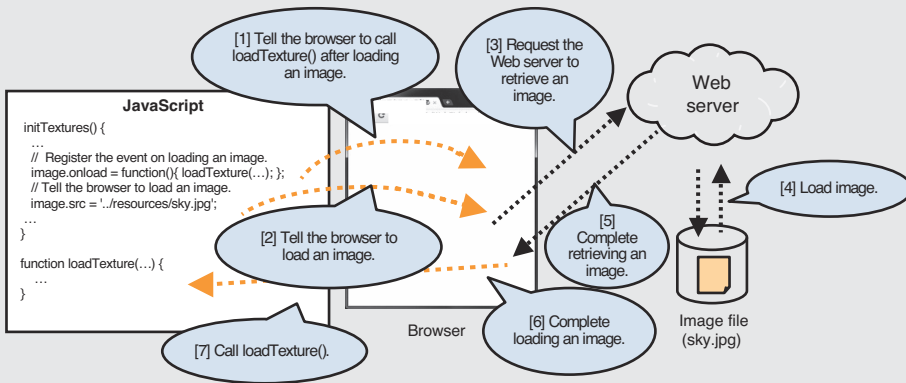 [1] Tell the browser to call
loadTexture() after loading
an image.
[3] Request the
Web server to
retrieve an
image.
Web
server
JavaScript
initTextures() {
…
// Register the event on loading an image.
image.onload = function(){ loadTexture(…); };
// Tell the browser to load an image.
image.src = '../resources/sky.jpg';
…
}
function loadTexture(…) {
…
}
[2] Tell the browser to
load an image.
[4] Load image.
[5]
Complete
retrieving an
image.
Browser
[6] Complete
loading an image.
Image file
(sky.jpg)
[7] Call loadTexture().